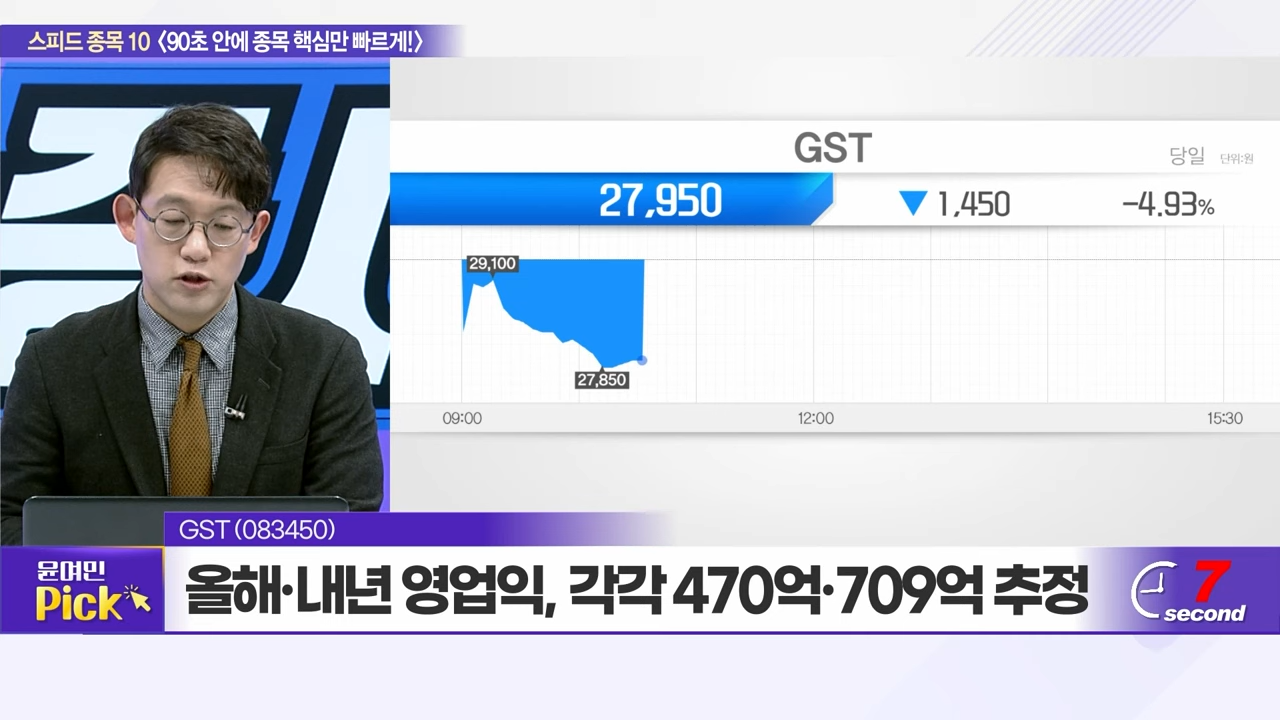 스피드 종목 10 〈90초 안에 종목 핵심만 빠르게!〉
GST
당일 단위:원
27,950 ▼ 1,450 -4.93%
29,100
27,850
09:00 12:00 15:30
GST (083450)
윤여민
Pick
올해·내년 영업익, 각각 470억·709억 추정
7
second